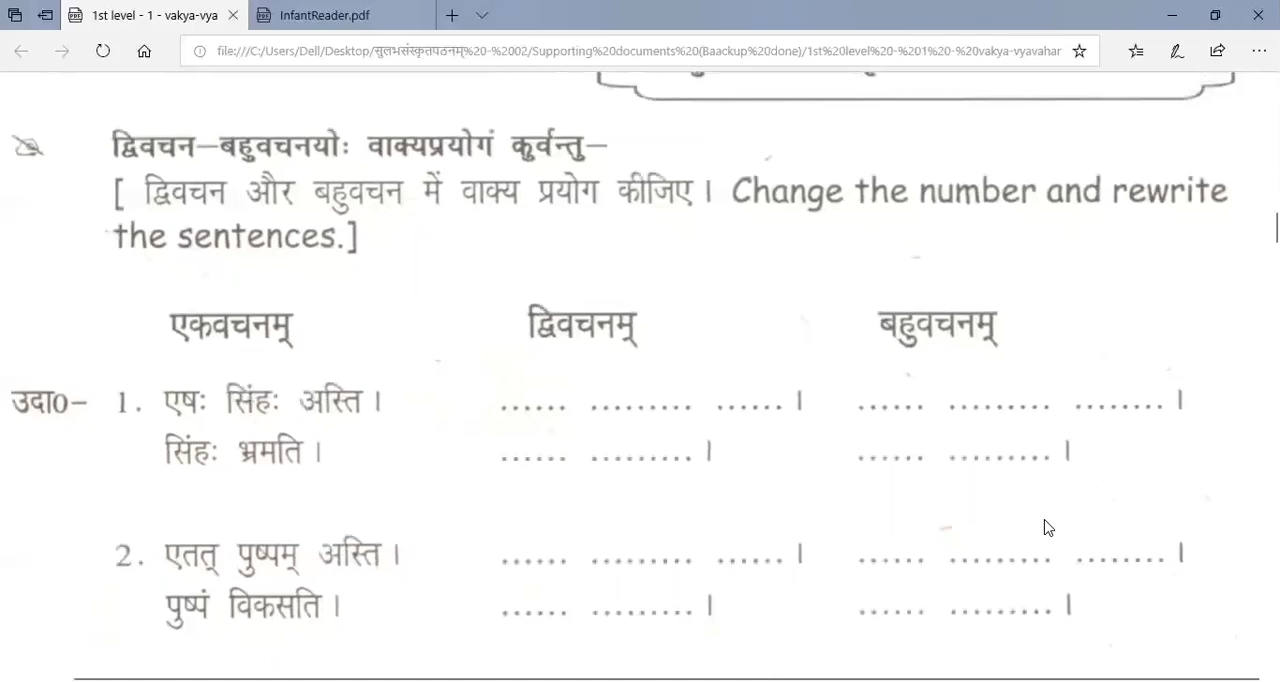 1st level - 1 - vakya-vya
InfantReader.pdf
file:///C:/Users/Dell/Desktop/सुलभसंस्कृतपठनम्%20-%2002/Supporting%20documents%20(Baackup%20done)/1st%20level%20-%201%20-%20vakya-vyavahar
द्विवचन–बहुवचनयोः वाक्यप्रयोगं कुर्वन्तु–
[ द्विवचन और बहुवचन में वाक्य प्रयोग कीजिए। Change the number and rewrite
the sentences.]
एकवचनम् द्विवचनम् बहुवचनम्
उदा0– 1. एषः सिंहः अस्ति। ...... ......... ...... । ...... ......... ........ ।
सिंहः भ्रमति। ...... ......... । ...... ......... ।
2. एतत् पुष्पम् अस्ति। ...... ......... ...... । ...... ......... ........ ।
पुष्पं विकसति। ...... ......... । ...... ......... ।